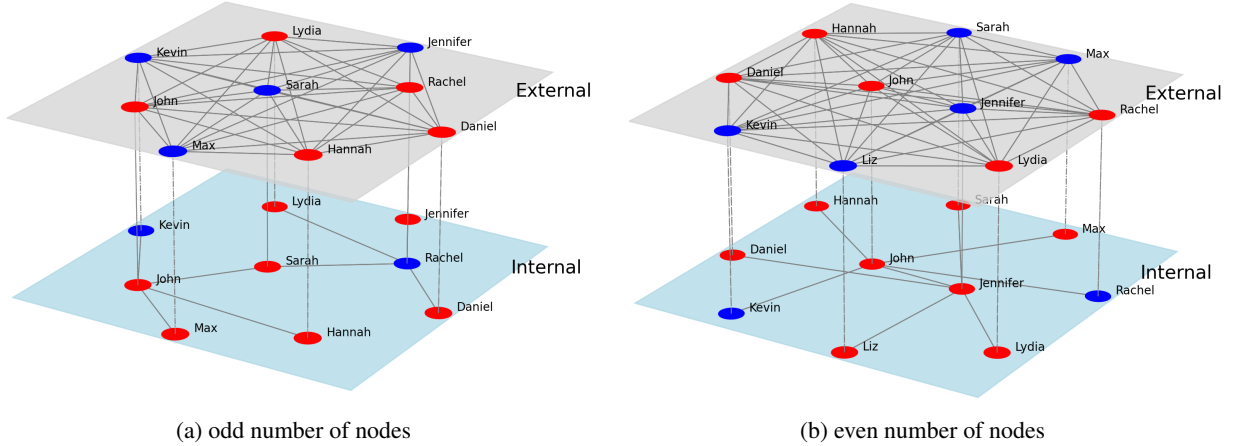 Lydia
Jennifer
Kevin
Sarah
Rachel
John
External
Daniel
Max
Hannah
Lydia
Jennifer
Kevin
Sarah
Rachel
Internal
John
Daniel
Max
Hannah
(a) odd number of nodes
Hannah
Sarah
Max
Daniel
John
External
Jennifer
Rachel
Kevin
Liz
Lydia
Hannah
Sarah
Max
Daniel
John
Internal
Jennifer
Rachel
Kevin
Liz
Lydia
(b) even number of nodes